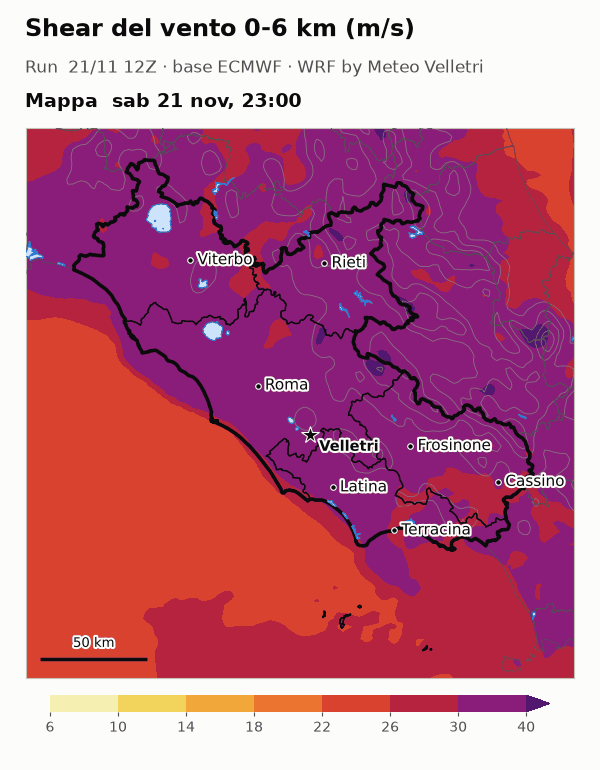 Shear del vento 0-6 km (m/s)
Run  21/11 12Z · base ECMWF · WRF by Meteo Velletri
Mappa  sab 21 nov, 23:00
Viterbo
Rieti
Roma
Velletri
Frosinone
Cassino
Latina
Terracina
50 km
6 10 14 18 22 26 30 40